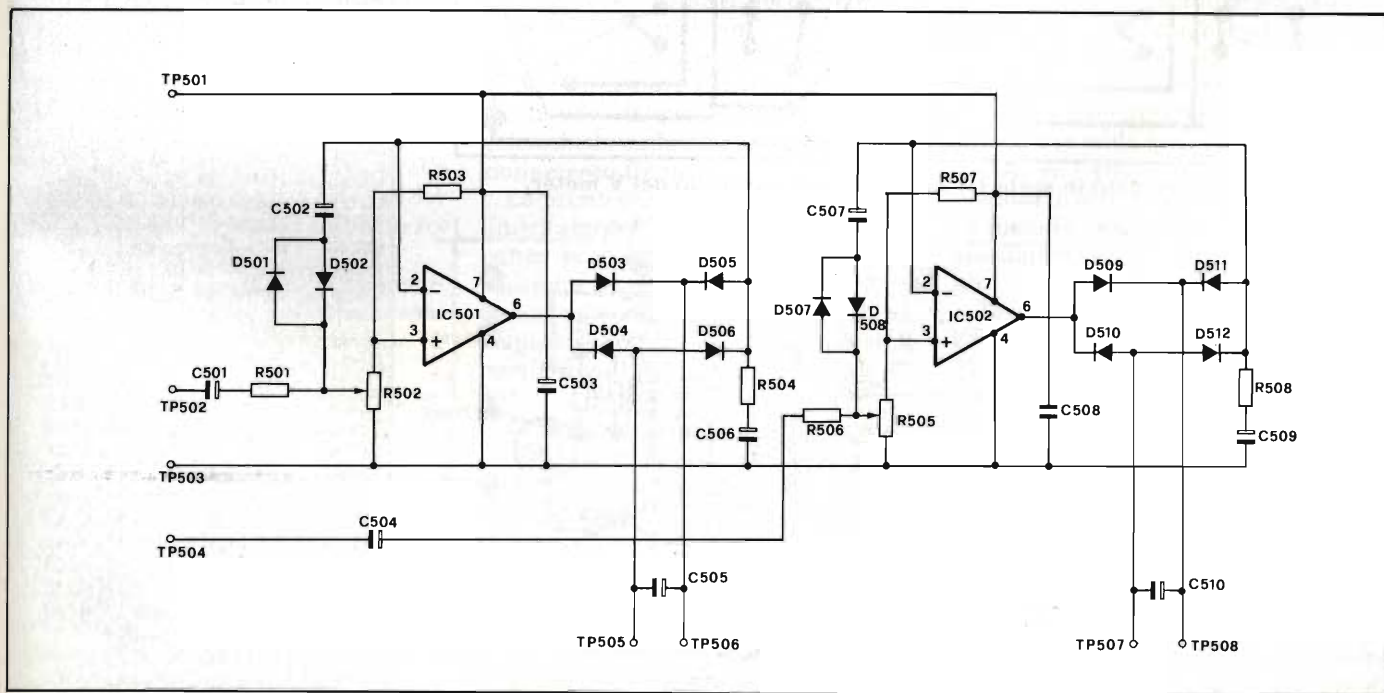 TP501
R503
R507
C502
C507
D501
D502
D503
D505
D507
D
508
D509
D511
2
-
7
IC501
6
3
+
4
2
-
7
IC502
6
3
+
4
D504
D506
D510
D512
C501
R501
TP502
R502
C503
R504
R506
R505
C508
R508
C506
C509
TP503
C504
TP504
C505
C510
TP505
TP506
TP507
TP508